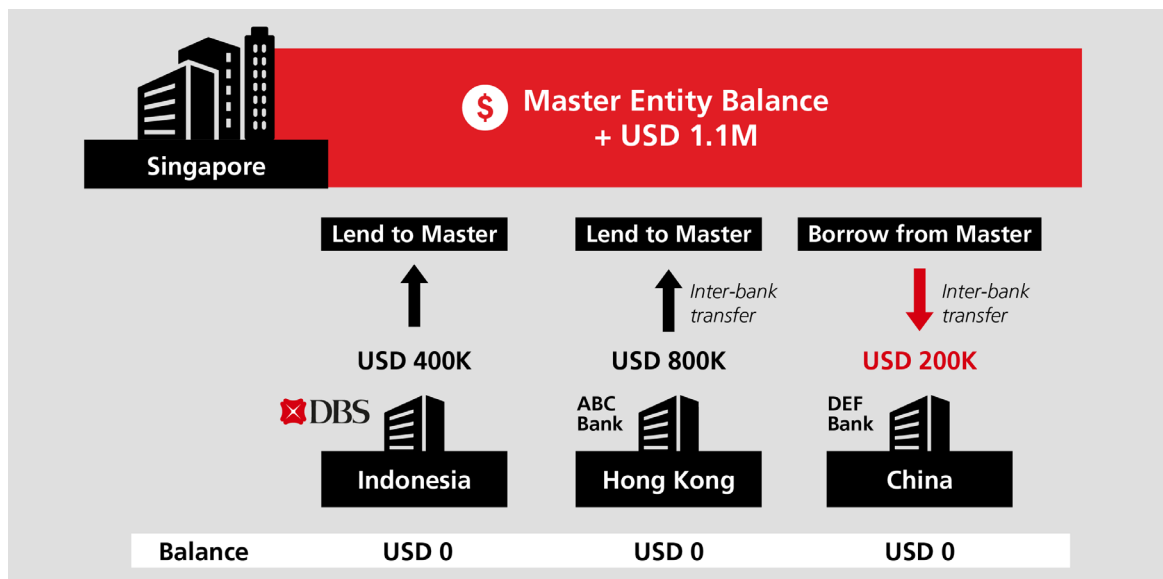 $ Master Entity Balance
+ USD 1.1M
Singapore
Lend to Master
Lend to Master
Borrow from Master
Inter-bank
transfer
Inter-bank
transfer
USD 400K
USD 800K
USD 200K
DBS
ABC
Bank
DEF
Bank
Indonesia
Hong Kong
China
Balance USD 0 USD 0 USD 0